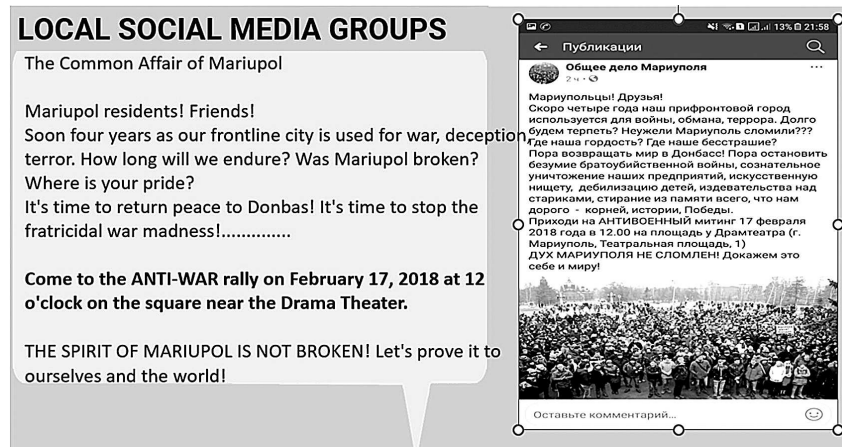 LOCAL SOCIAL MEDIA GROUPS
The Common Affair of Mariupol
Mariupol residents! Friends!
Soon four years as our frontline city is used for war, deception,
terror. How long will we endure? Was Mariupol broken?
Where is your pride?
It's time to return peace to Donbas! It's time to stop the
fratricidal war madness!..............
Come to the ANTI-WAR rally on February 17, 2018 at 12
o'clock on the square near the Drama Theater.
THE SPIRIT OF MARIUPOL IS NOT BROKEN! Let's prove it to
ourselves and the world!
13% 21:58
Публикации
Общее дело Мариуполя
2 ч
Мариупольцы! Друзья!
Скоро четыре года наш прифронтовой город
используется для войны, обмана, террора. Долго
будем терпеть? Неужели Мариуполь сломили???
Где наша гордость? Где наше бесстрашие?
Пора возвращать мир в Донбасс! Пора остановить
безумие братоубийственной войны, сознательное
уничтожение наших предприятий, искусственную
нищету, дебилизацию детей, издевательства над
стариками, стирание из памяти всего, что нам
дорого - корней, истории, Победы.
Приходи на АНТИВОЕННЫЙ митинг 17 февраля
2018 года в 12.00 на площадь у Драмтеатра (г.
Мариуполь, Театральная площадь, 1)
ДУХ МАРИУПОЛЯ НЕ СЛОМЛЕН! Докажем это
себе и миру!
Оставьте комментарий...